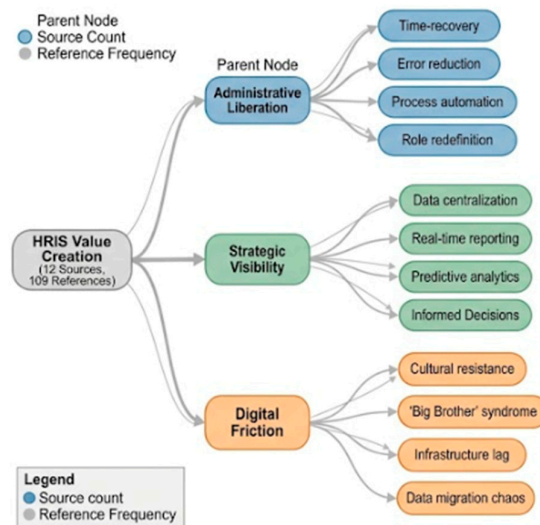 Parent Node
Source Count
Reference Frequency
Parent Node
Administrative
Liberation
Time-recovery
Error reduction
Process automation
Role redefinition
HRIS Value
Creation
(12 Sources,
109 References)
Strategic
Visibility
Data centralization
Real-time reporting
Predictive analytics
Informed Decisions
Digital
Friction
Cultural resistance
'Big Brother' syndrome
Infrastructure lag
Data migration chaos
Legend
Source count
Reference Frequency